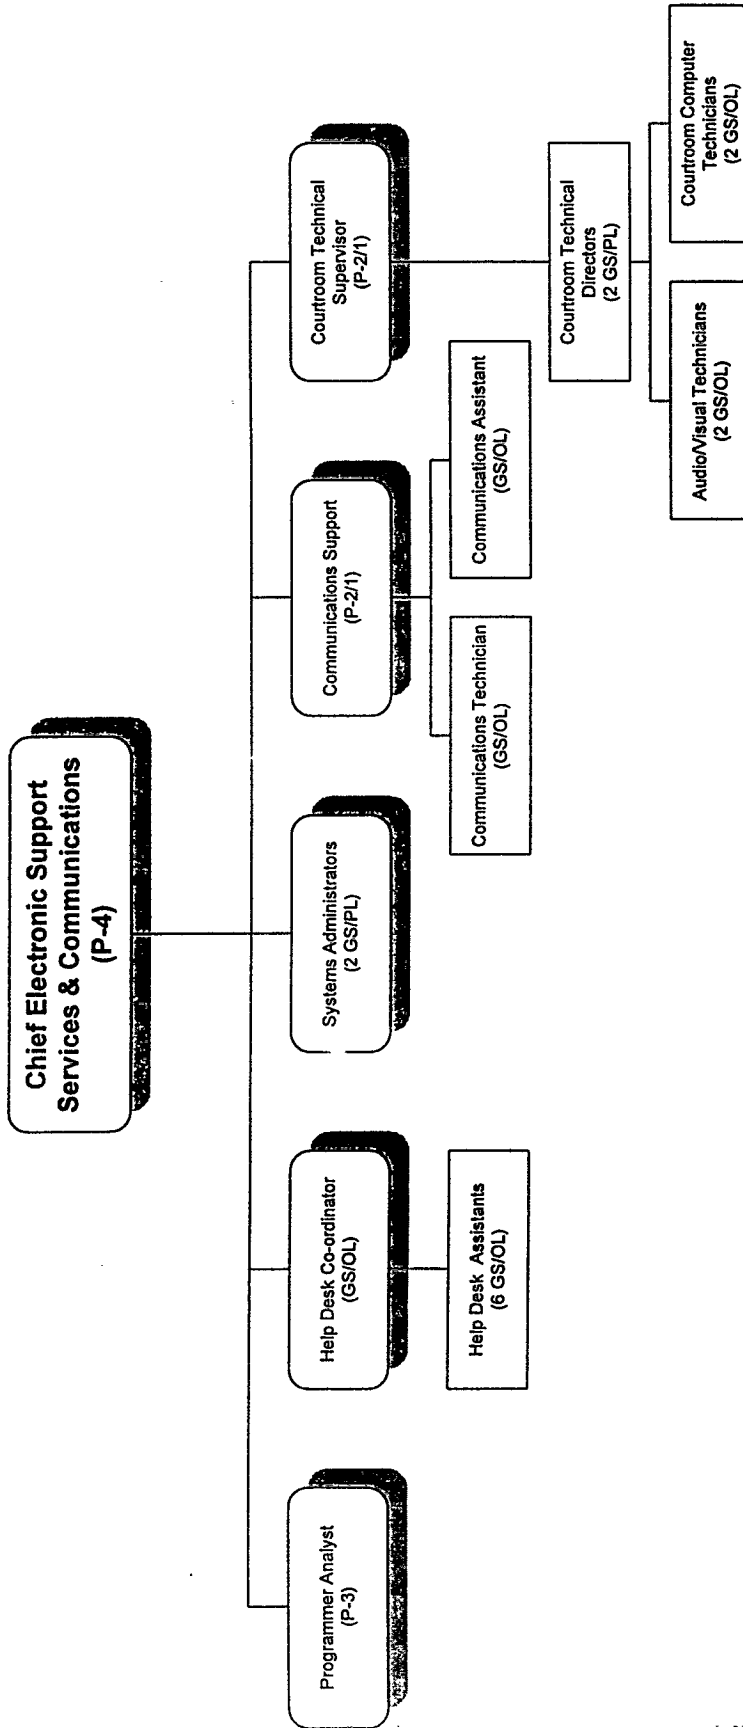 Chief Electronic Support
Services & Communications
(P-4)
Programmer Analyst
(P-3)
Help Desk Co-ordinator
(GS/OL)
Systems Administrators
(2 GS/PL)
Communications Support
(P-2/1)
Courtroom Technical
Supervisor
(P-2/1)
Help Desk Assistants
(6 GS/OL)
Communications Technician
(GS/OL)
Communications Assistant
(GS/OL)
Courtroom Technical
Directors
(2 GS/PL)
Audio/Visual Technicians
(2 GS/OL)
Courtroom Computer
Technicians
(2 GS/OL)